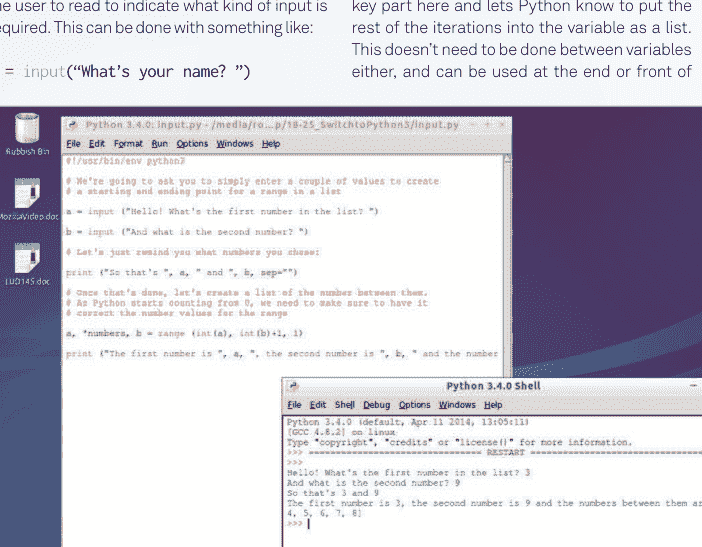 he user to read to indicate what kind of input is
equired. This can be done with something like:
= input(“What’s your name? ”)
key part here and lets Python know to put the
rest of the iterations into the variable as a list.
This doesn’t need to be done between variables
either, and can be used at the end or front of
Rubbish Bin
MozillaVideo.doc
LUD145.doc
Python 3.4.0: input.py - /media/ro...p/18-25_SwitchtoPython3/input.py
File Edit Format Run Options Windows Help
#!/usr/bin/env python3
# We're going to ask you to simply enter a couple of values to create
# a starting and ending point for a range in a list
a = input ("Hello! What's the first number in the list? ")
b = input ("And what is the second number? ")
# Let's just remind you what numbers you chose:
print ("So that's ", a, " and ", b, sep="")
# Once that's done, let's create a list of the number between them.
# As Python starts counting from 0, we need to make sure to have it
# correct the number values for the range
a, *numbers, b = range (int(a), int(b)+1, 1)
print ("The first number is ", a, ", the second number is ", b, " and the number
Python 3.4.0 Shell
File Edit Shell Debug Options Windows Help
Python 3.4.0 (default, Apr 11 2014, 13:05:11)
[GCC 4.8.2] on linux
Type "copyright", "credits" or "license()" for more information.
>>> ================================ RESTART ================================
>>>
Hello! What's the first number in the list? 3
And what is the second number? 9
So that's 3 and 9
The first number is 3, the second number is 9 and the numbers between them ar
4, 5, 6, 7, 8]
>>>